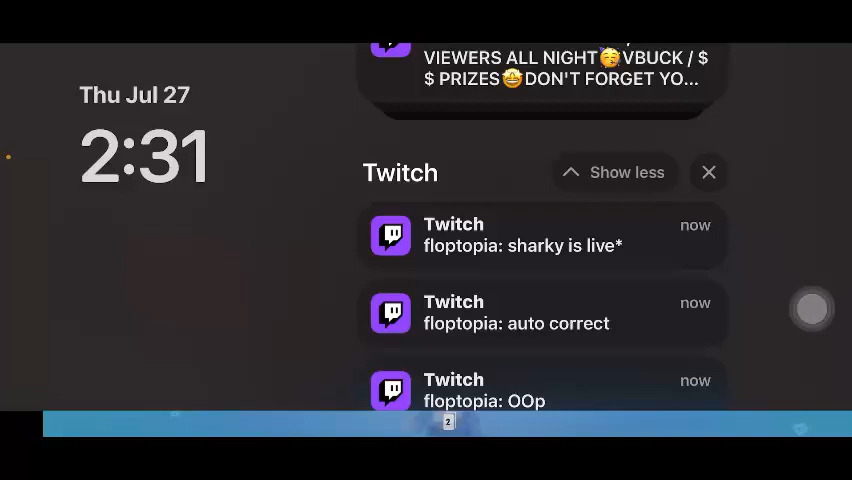 VIEWERS ALL NIGHT🥳VBUCK / $
$ PRIZES🤩DON'T FORGET YO...
Thu Jul 27
2:31
Twitch
Show less
Twitch
now
floptopia: sharky is live*
Twitch
now
floptopia: auto correct
Twitch
now
floptopia: OOp
2